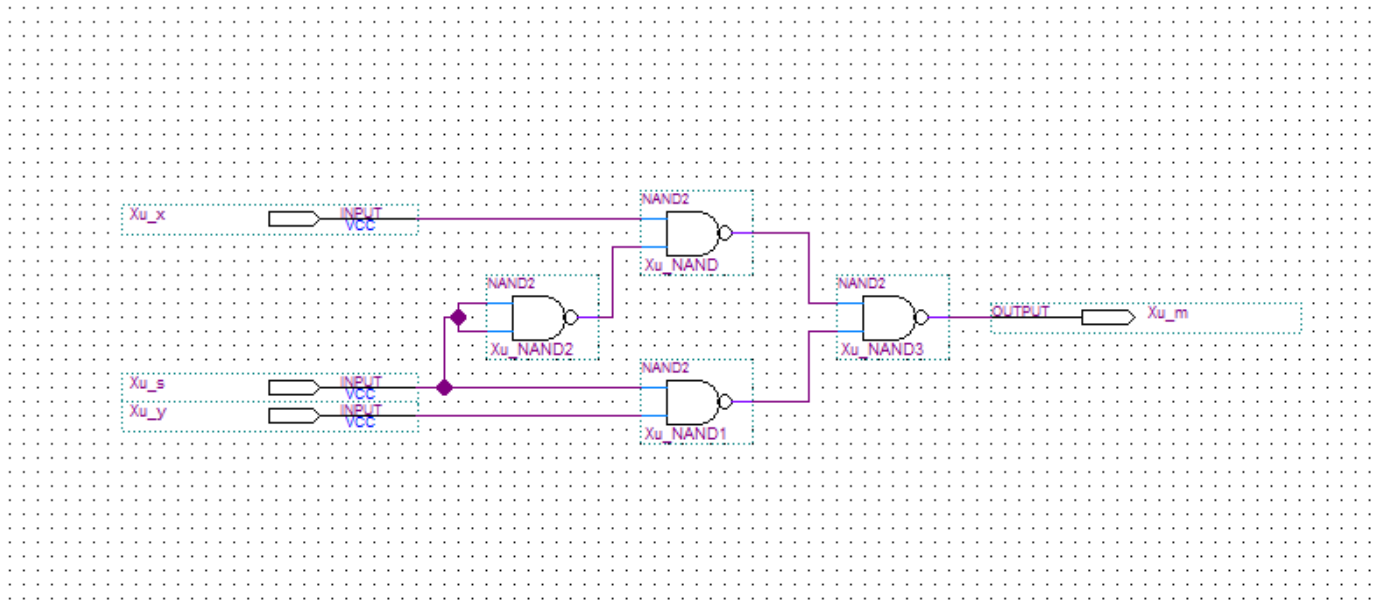 NAND2
Xu_x
INPUT
VCC
Xu_NAND
NAND2
NAND2
OUTPUT
Xu_m
Xu_NAND2
Xu_NAND3
NAND2
Xu_s
INPUT
VCC
Xu_y
INPUT
VCC
Xu_NAND1